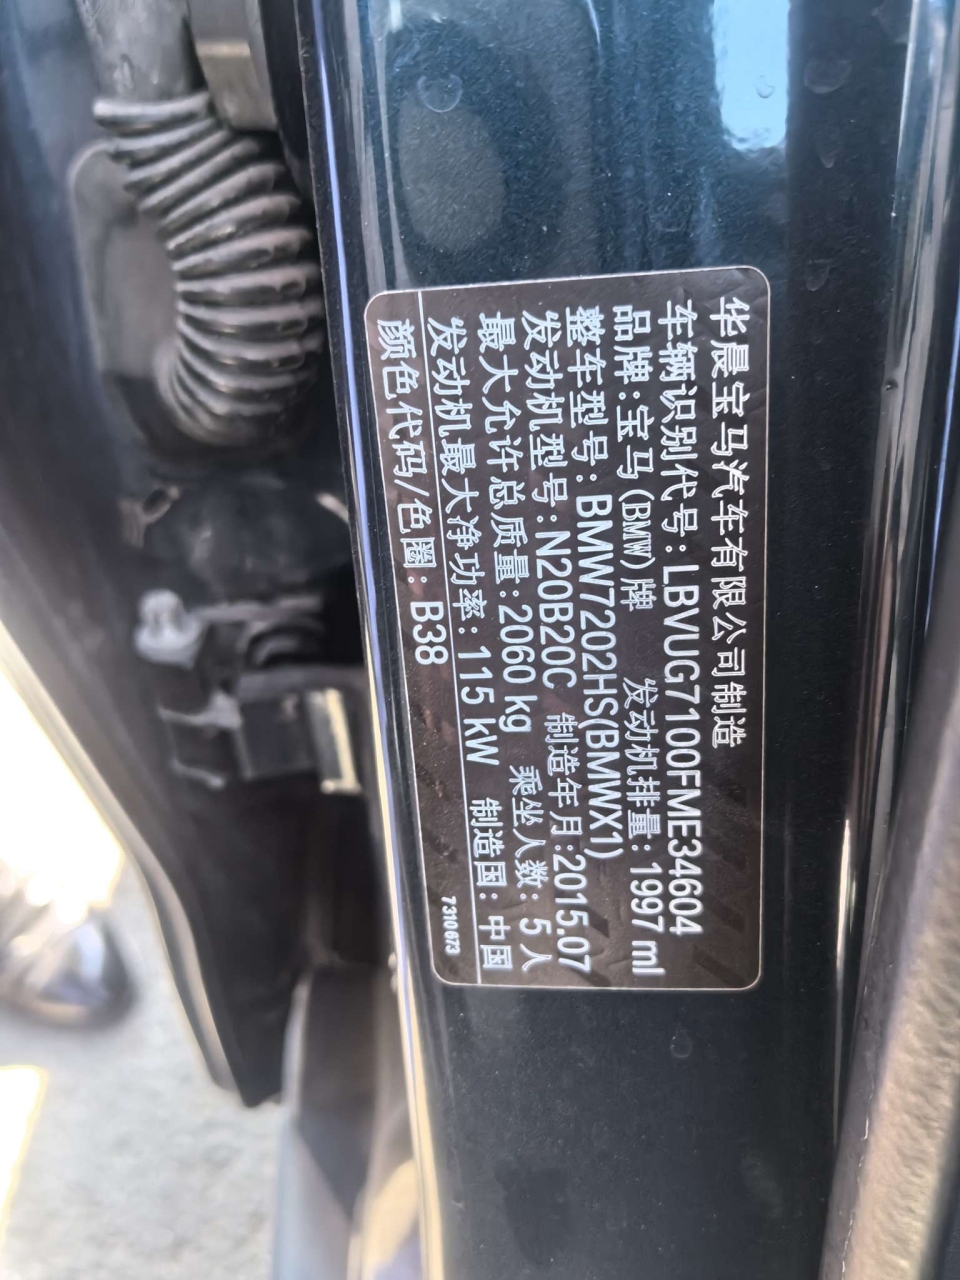 华晨宝马汽车有限公司制造
车辆识别代号:LBVUG7100FME34604
品牌:宝马(BMW)牌 发动机排量:1997 ml
整车型号:BMW7202HS(BMWX1)
发动机型号:N20B20C 制造年月:2015.07
最大允许总质量:2060 kg 乘坐人数:5人
发动机最大净功率:115 kW 制造国:中国
颜色代码/色圈:B38 7310673